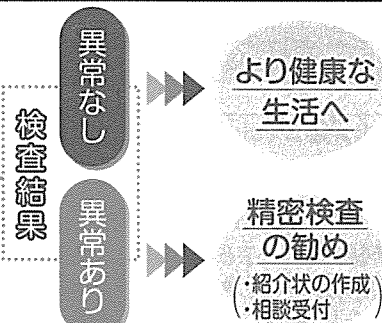 検査結果
異常なし
より健康な
生活へ
異常あり
精密検査
の勧め
(・紹介状の作成
・相談受付)